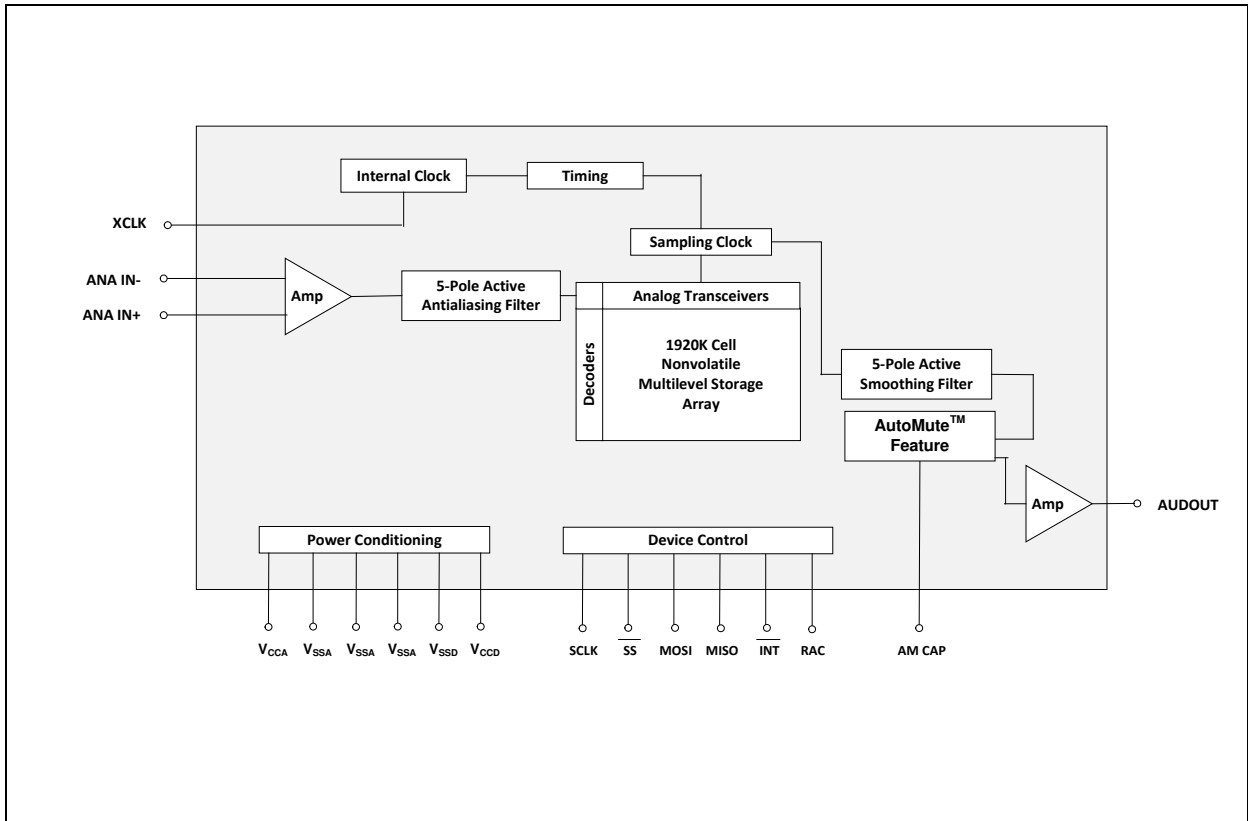 Internal Clock
Timing
XCLK
Sampling Clock
ANA IN-
ANA IN+
Amp
5-Pole Active
Antialiasing Filter
Analog Transceivers
Decoders
1920K Cell
Nonvolatile
Multilevel Storage
Array
5-Pole Active
Smoothing Filter
AutoMute™
Feature
Amp
AUDOUT
Power Conditioning
Device Control
VCCA VSSA VSSA VSSA VSSD VCCD
SCLK S̅S̅ MOSI MISO I̅N̅T̅ RAC
AM CAP